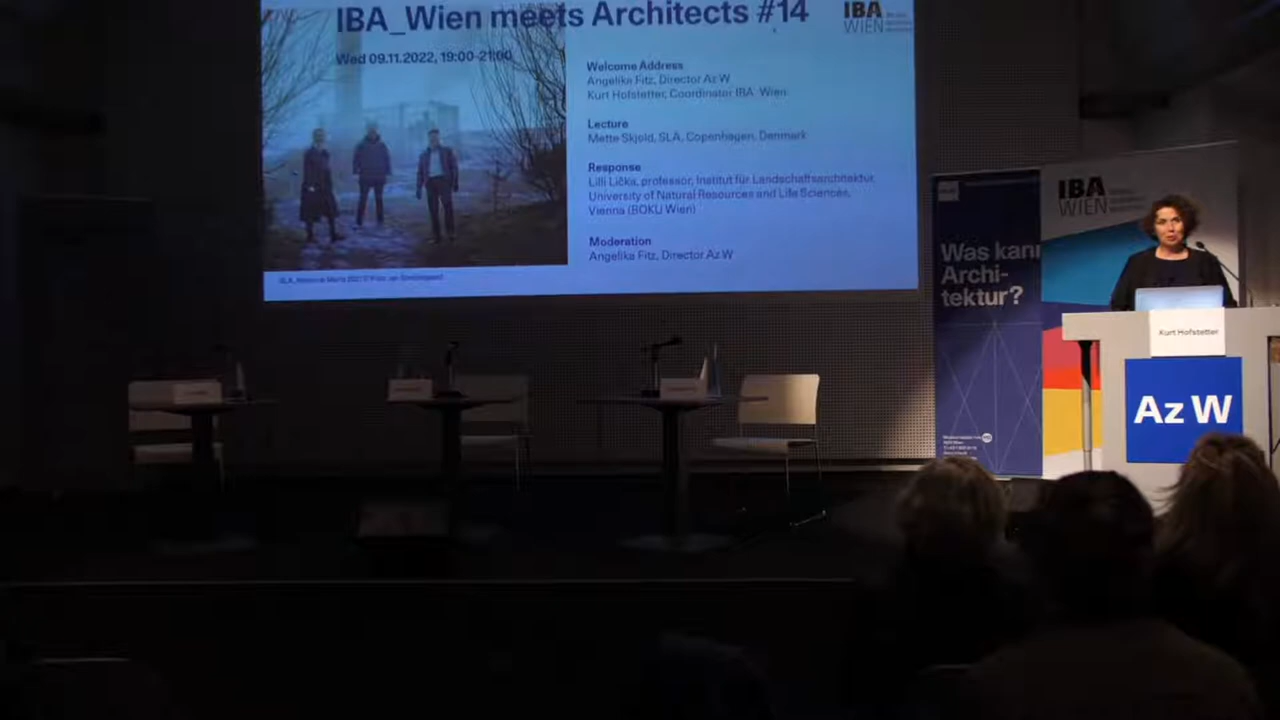 IBA_Wien meets Architects #14
IBA
WIEN
Wed 09.11.2022, 19:00-21:00
Welcome Address
Angelika Fitz, Director Az W
Kurt Hofstetter, Coordinator IBA_Wien
Lecture
Mette Skjold, SLA, Copenhagen, Denmark
Response
Lilli Lička, professor, Institut für Landschaftsarchitektur,
University of Natural Resources and Life Sciences,
Vienna (BOKU Wien)
Moderation
Angelika Fitz, Director Az W
IBA
WIEN
Was kann
Archi-
tektur?
Kurt Hofstetter
Az W